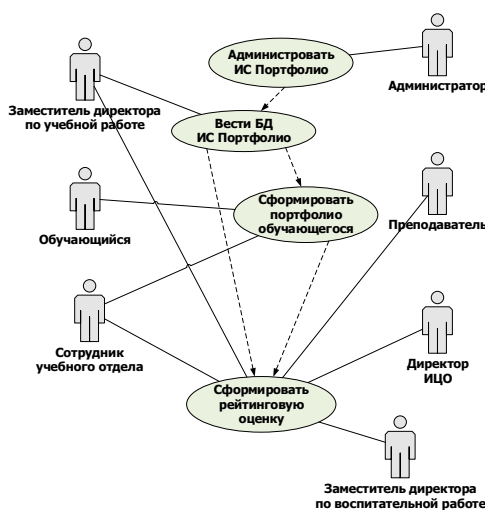 Администровать
ИС Портфолио
Администратор
Заместитель директора
по учебной работе
Вести БД
ИС Портфолио
Сформировать
портфолио
обучающегося
Преподаватель
Обучающийся
Сотрудник
учебного отдела
Директор
ИЦО
Сформировать
рейтинговую
оценку
Заместитель директора
по воспитательной работе